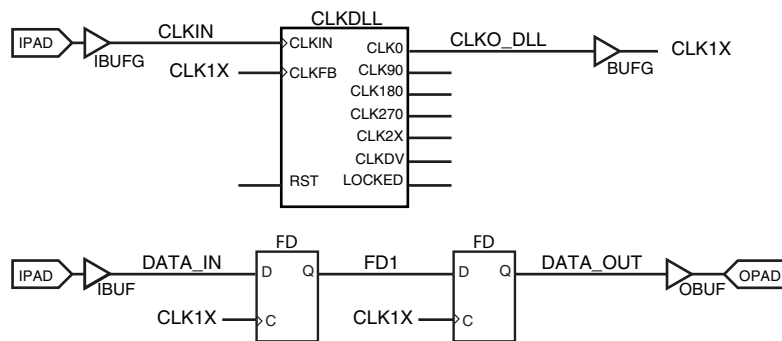 CLKDLL
IPAD
IBUFG
CLKIN
CLKIN
CLK0
CLKO_DLL
BUFG
CLK1X
CLK1X
CLKFB
CLK90
CLK180
CLK270
CLK2X
CLKDV
RST
LOCKED
FD
FD
IPAD
IBUF
DATA_IN
D
Q
FD1
D
Q
DATA_OUT
OBUF
OPAD
CLK1X
C
CLK1X
C